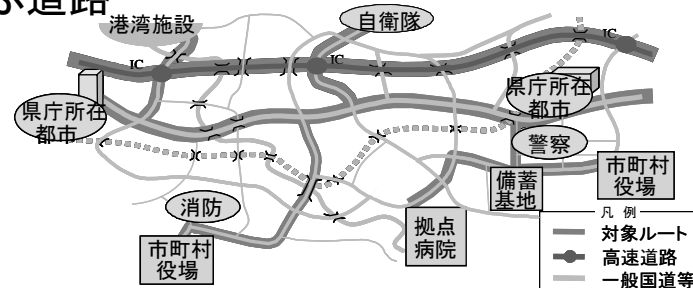 ぶ道路
港湾施設
自衛隊
IC
IC
IC
県庁所在
都市
県庁所在
都市
警察
市町村
役場
備蓄
基地
消防
拠点
病院
市町村
役場
凡 例
対象ルート
高速道路
一般国道等